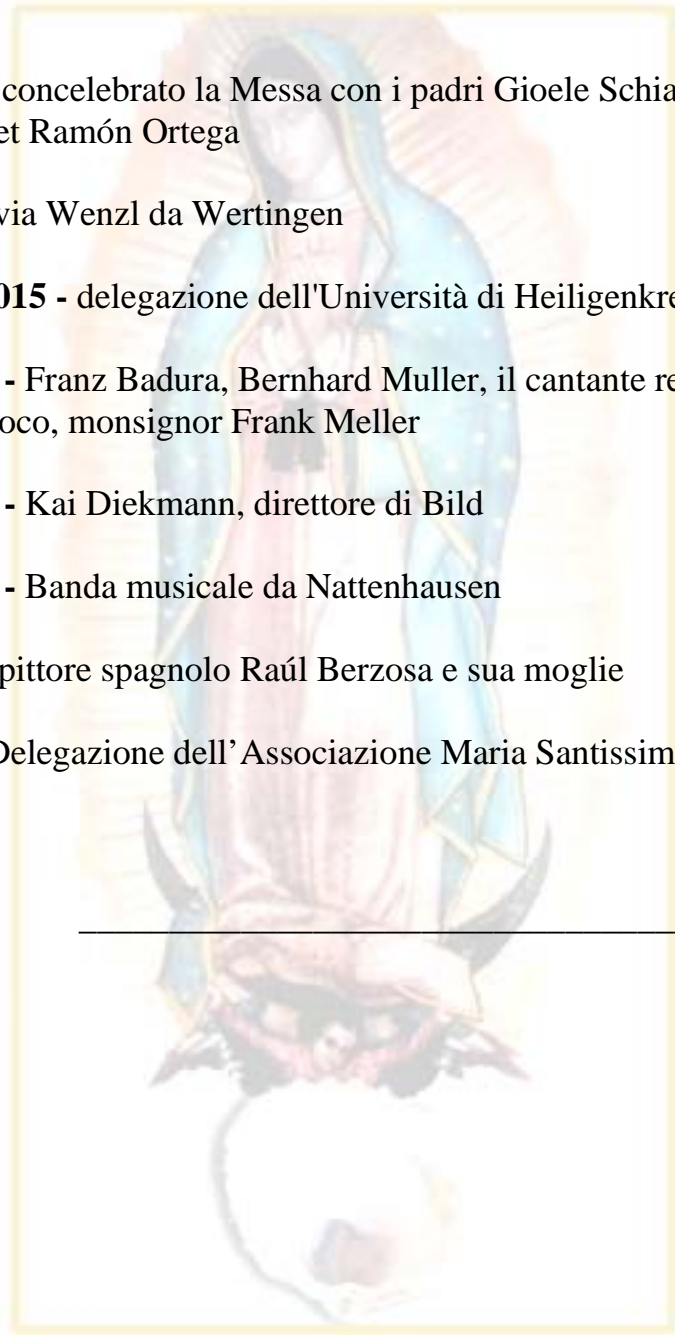 concelebrato la Messa con i padri Gioele Schia
et Ramón Ortega
via Wenzl da Wertingen
015 - delegazione dell'Università di Heiligenkre
- Franz Badura, Bernhard Muller, il cantante re
oco, monsignor Frank Meller
- Kai Diekmann, direttore di Bild
- Banda musicale da Nattenhausen
pittore spagnolo Raúl Berzosa e sua moglie
Delegazione dell’Associazione Maria Santissim